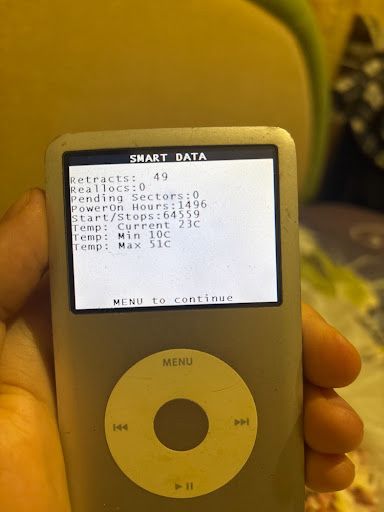 SMART DATA
Retracts:  49
Reallocs:0
Pending Sectors:0
PowerOn Hours:1496
Start/Stops:64559
Temp: Current 23C
Temp: Min 10C
Temp: Max 51C
MENU to continue
MENU